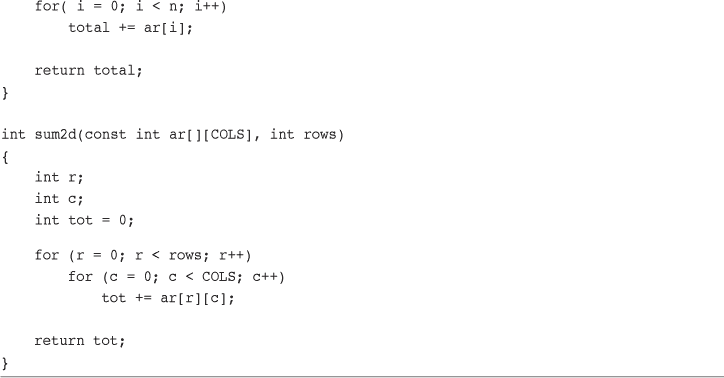 for( i = 0; i < n; i++)
total += ar[i];
return total;
}
int sum2d(const int ar[][COLS], int rows)
{
int r;
int c;
int tot = 0;
for (r = 0; r < rows; r++)
for (c = 0; c < COLS; c++)
tot += ar[r][c];
return tot;
}